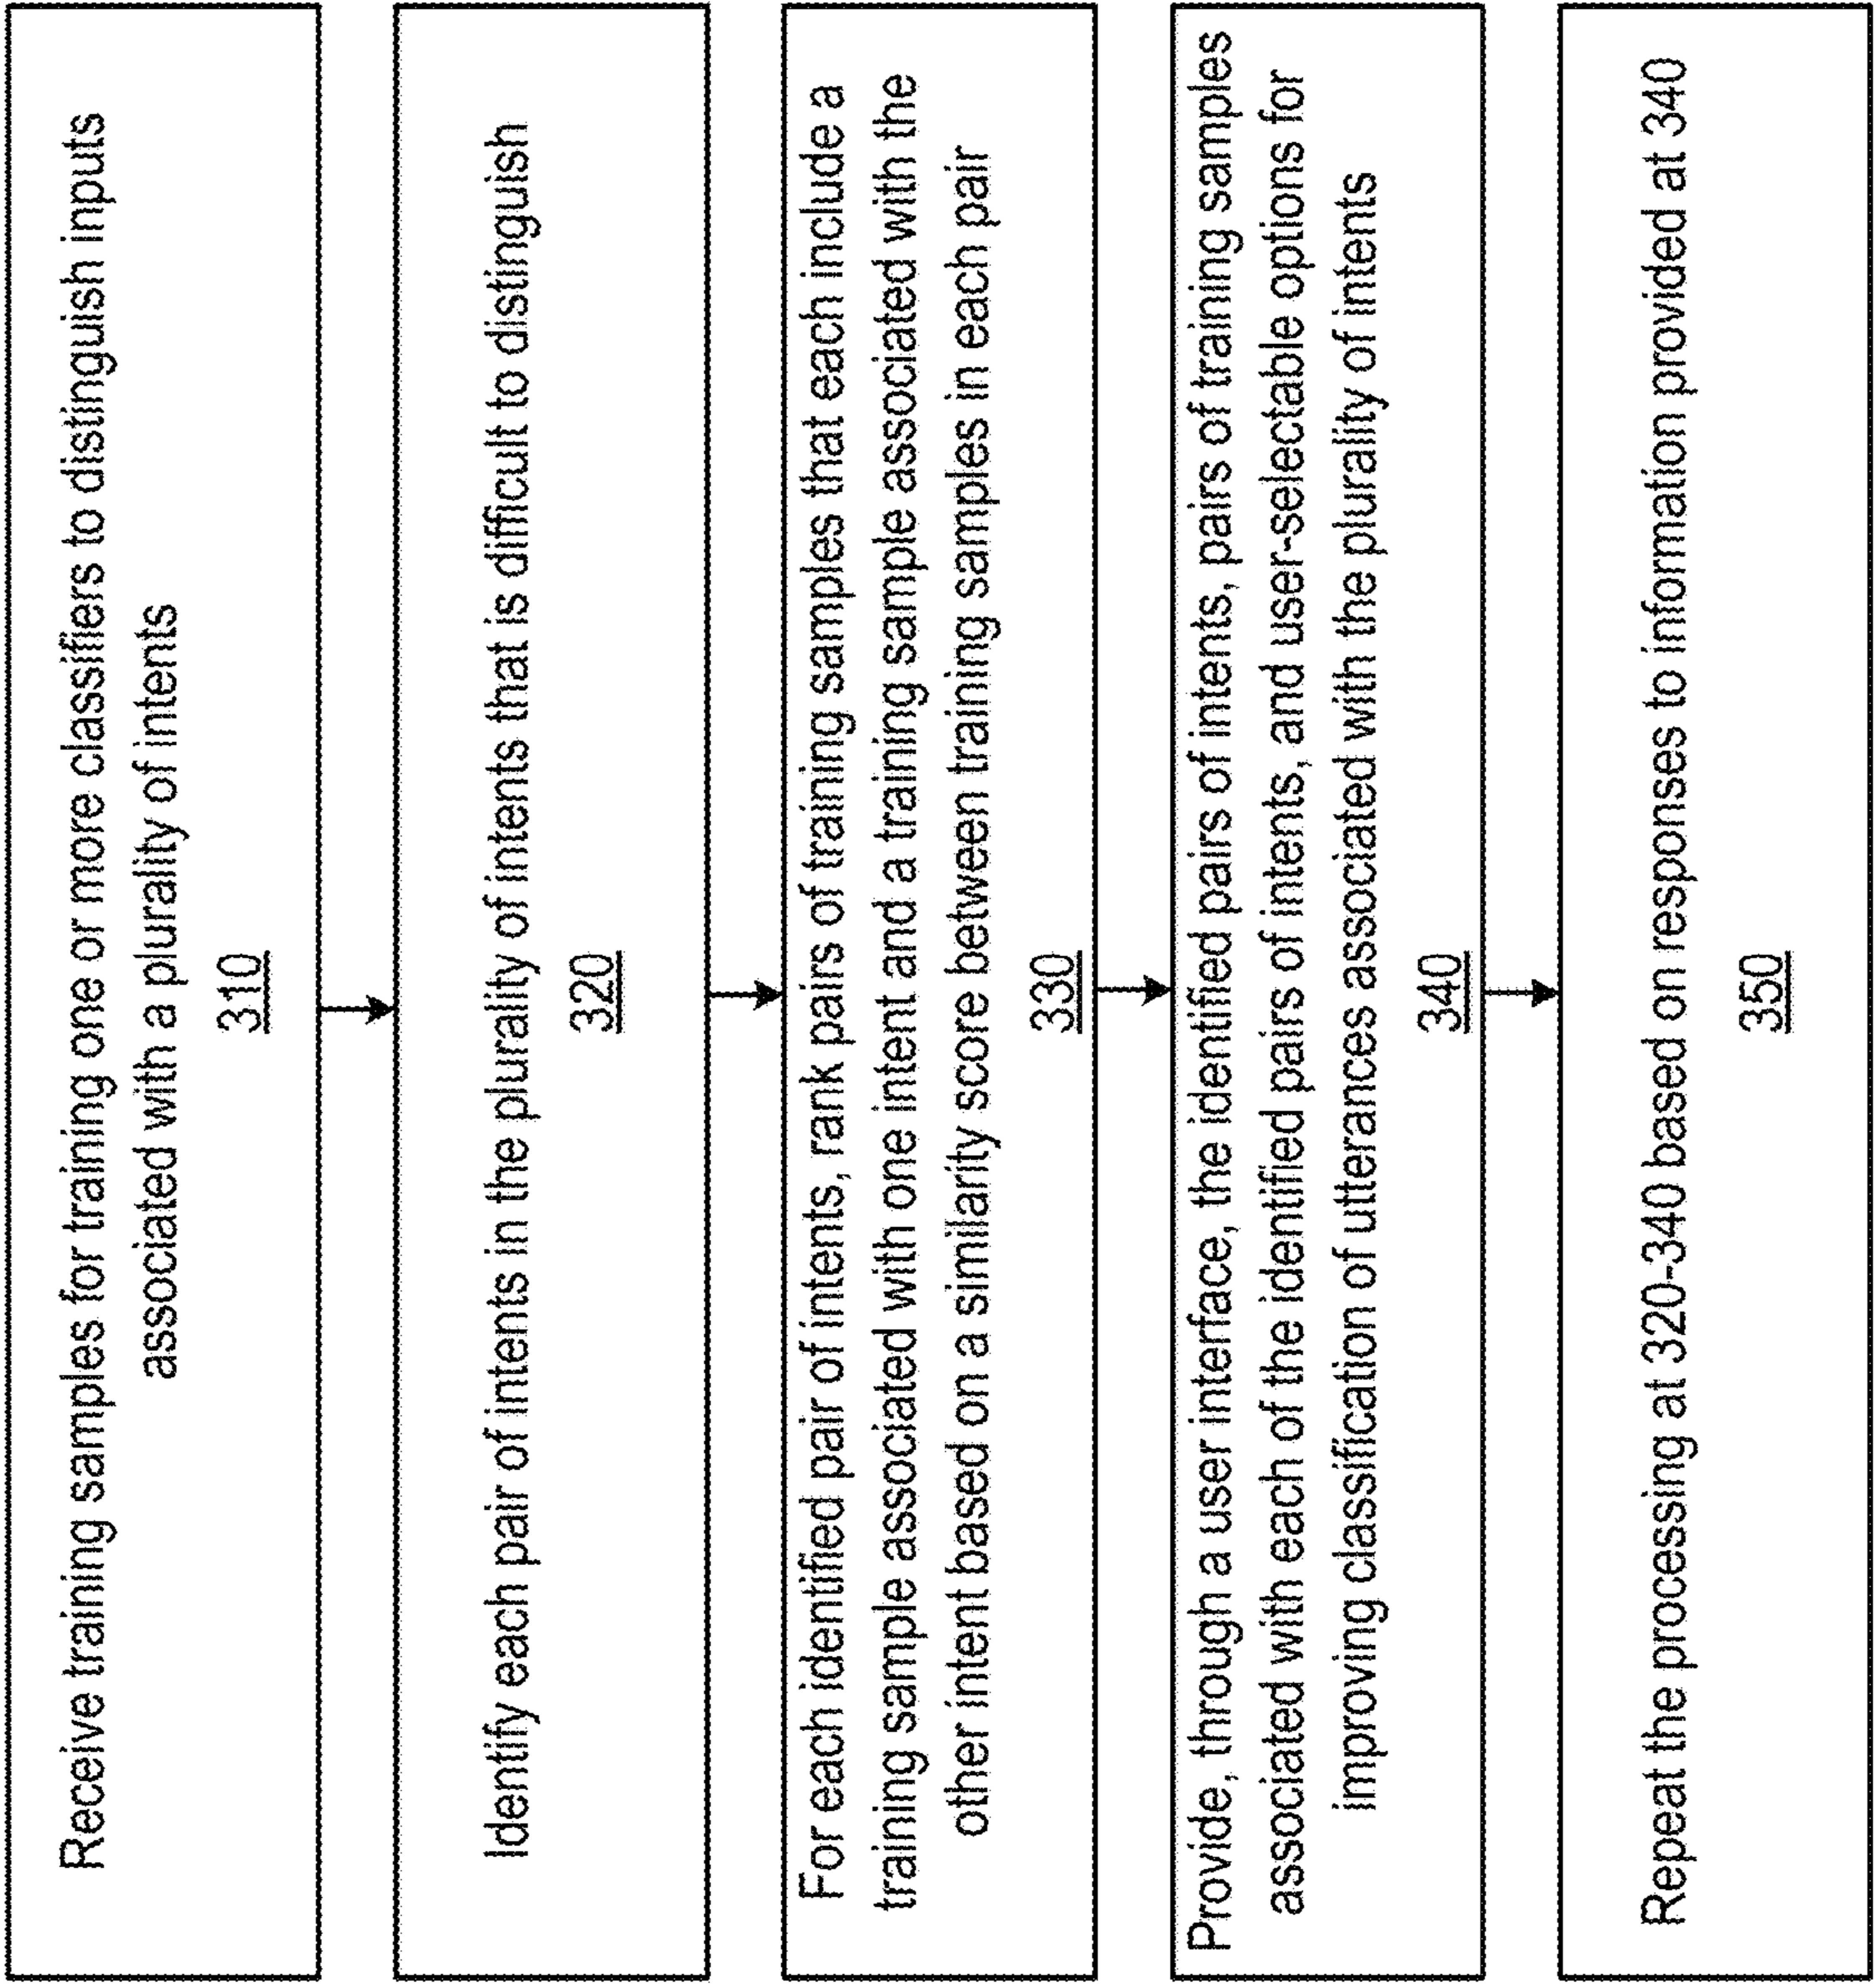 Receive training samples for training one or more classifiers to distinguish inputs
associated with a plurality of intents
310
Identify each pair of intents in the plurality of intents that is difficult to distinguish
320
For each identified pair of intents, rank pairs of training samples that each include a
training sample associated with one intent and a training sample associated with the
other intent based on a similarity score between training samples in each pair
330
Provide, through a user interface, the identified pairs of intents, pairs of training samples
associated with each of the identified pairs of intents, and user-selectable options for
improving classification of utterances associated with the plurality of intents
340
Repeat the processing at 320-340 based on responses to information provided at 340
350